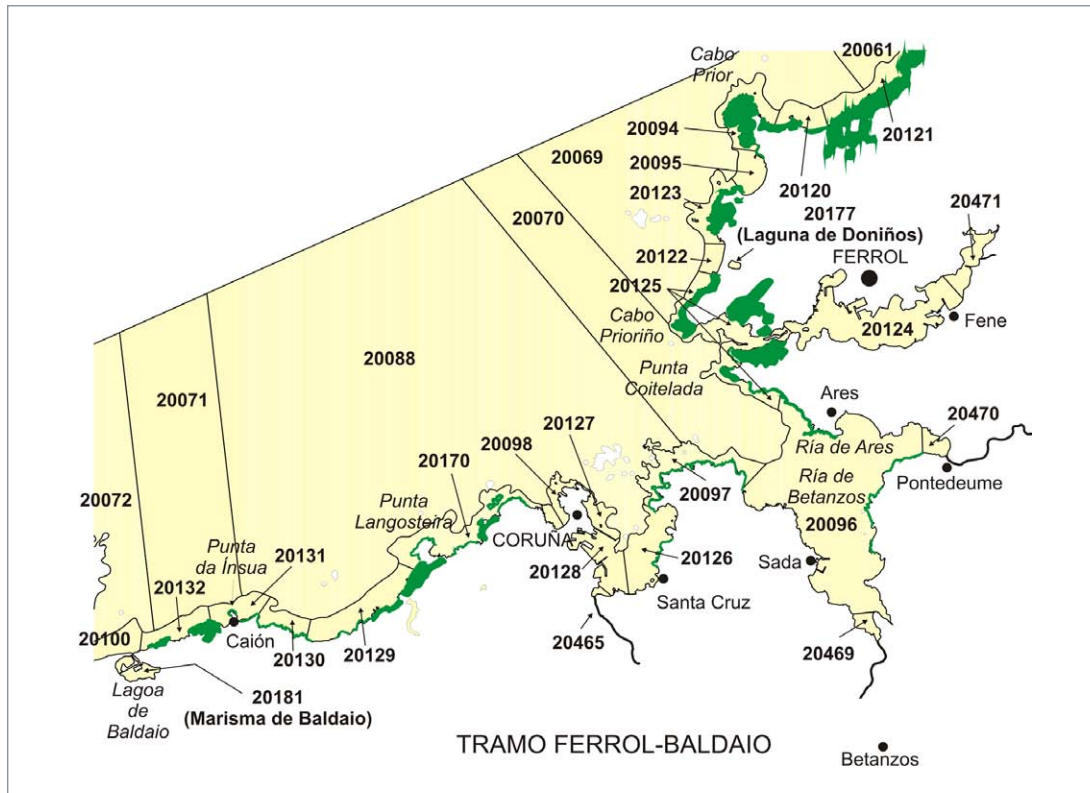 20061
Cabo
Prior
20094
20121
20069
20095
20123
20120
20070
20177
(Laguna de Doniños)
20471
FERROL
20122
20125
Cabo
Prioriño
20124
Fene
20088
Punta
Coitelada
20071
Ares
20127
20098
20470
Ría de Ares
20170
Ría de
Betanzos
Pontedeume
20072
Punta
Langosteira
20097
20096
CORUÑA
Punta
da Ínsua
20131
20126
Sada
20132
20128
Santa Cruz
20100
Caión
20130
20129
20465
20469
Lagoa
de
Baldaio
20181
(Marisma de Baldaio)
TRAMO FERROL-BALDAIO
Betanzos